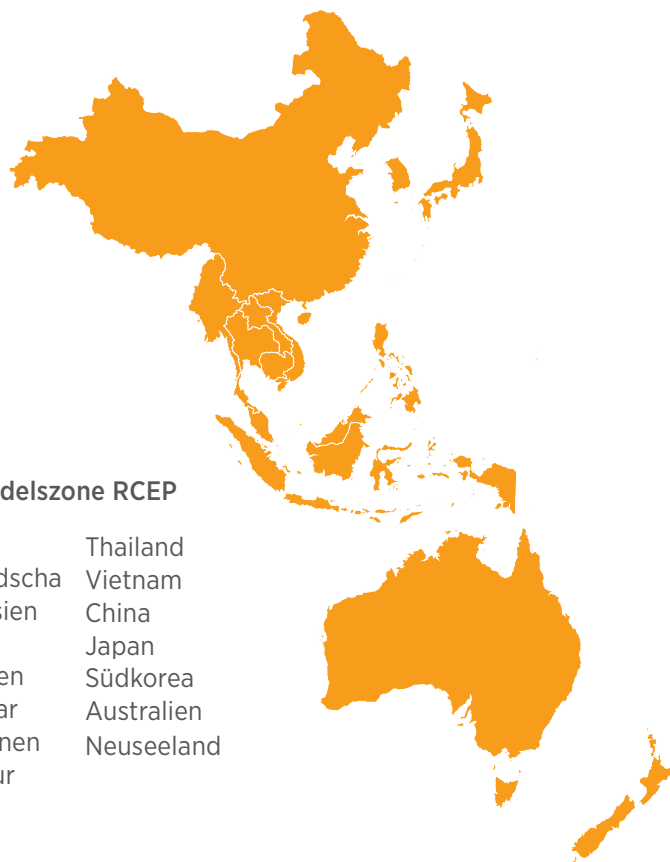 delszone RCEP
dscha
sien
en
ar
nen
ur
Thailand
Vietnam
China
Japan
Südkorea
Australien
Neuseeland